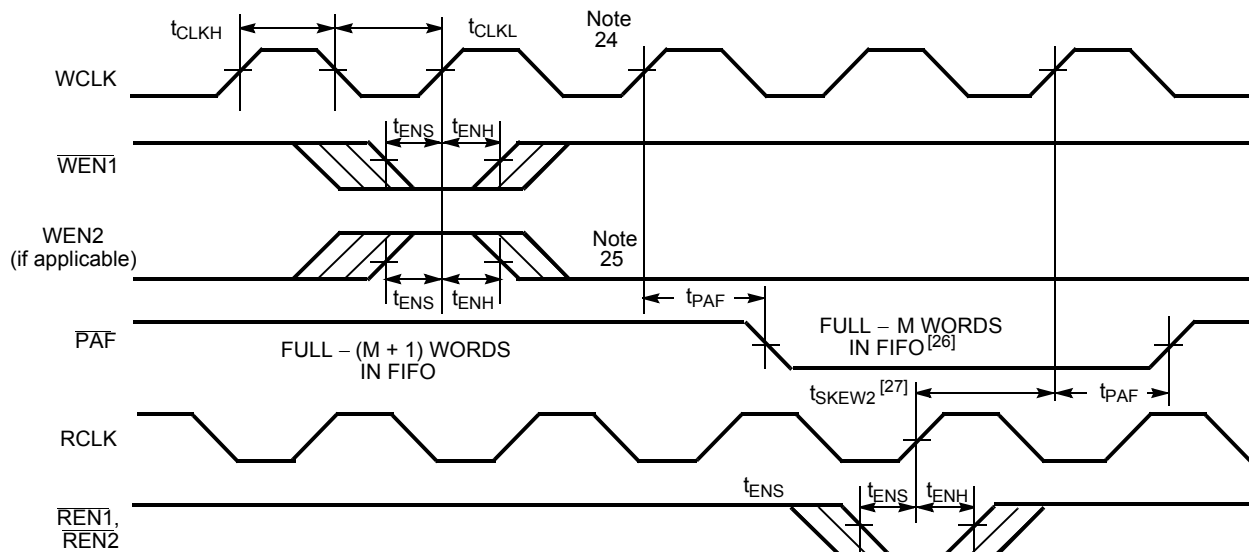 tCLKH
tCLKL
Note
24
WCLK
tENS
tENH
WEN1
WEN2
(if applicable)
Note
25
tENS
tENH
tPAF
PAF
FULL – (M + 1) WORDS
IN FIFO
FULL – M WORDS
IN FIFO[26]
tSKEW2 [27]
tPAF
RCLK
tENS
tENS
tENH
REN1,
REN2